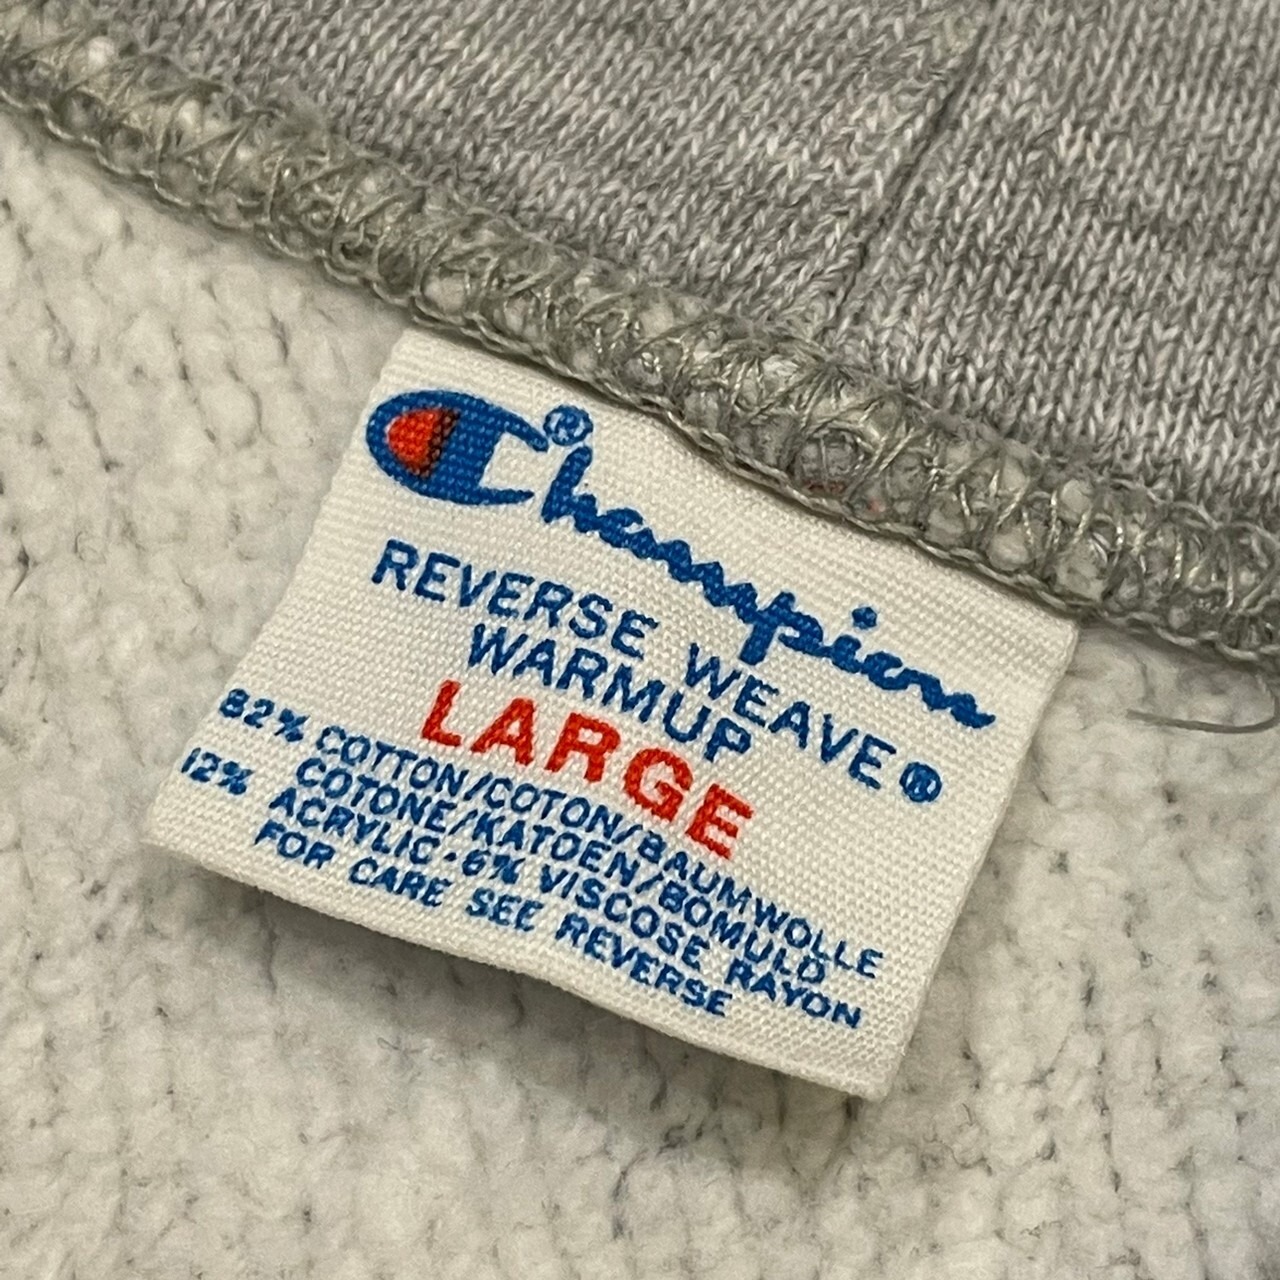 Champion®
REVERSE WEAVE®
WARMUP
LARGE
82% COTTON/COTON/BAUMWOLLE
COTONE/KATOEN/BOMULD
12% ACRYLIC·6% VISCOSE RAYON
FOR CARE SEE REVERSE